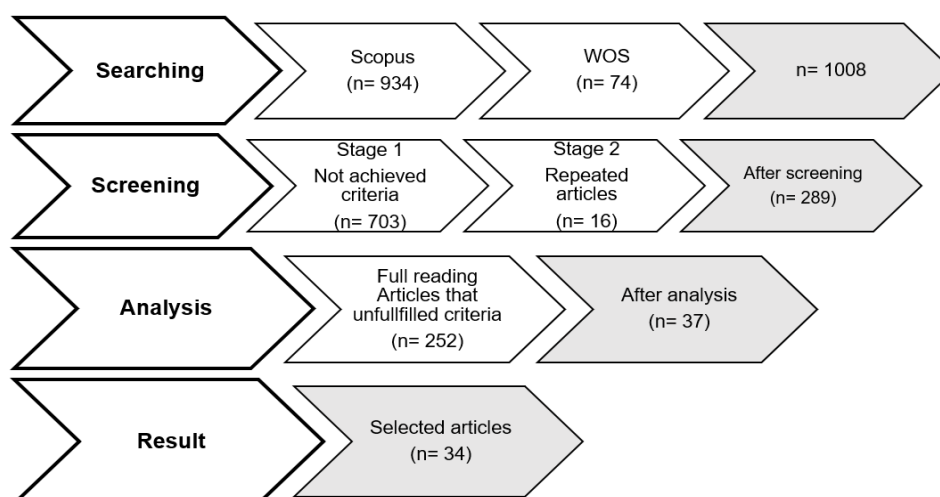 Searching
Scopus
(n= 934)
WOS
(n= 74)
n= 1008
Screening
Stage 1
Not achieved
criteria
(n= 703)
Stage 2
Repeated
articles
(n= 16)
After screening
(n= 289)
Analysis
Full reading
Articles that
unfullfilled criteria
(n= 252)
After analysis
(n= 37)
Result
Selected articles
(n= 34)